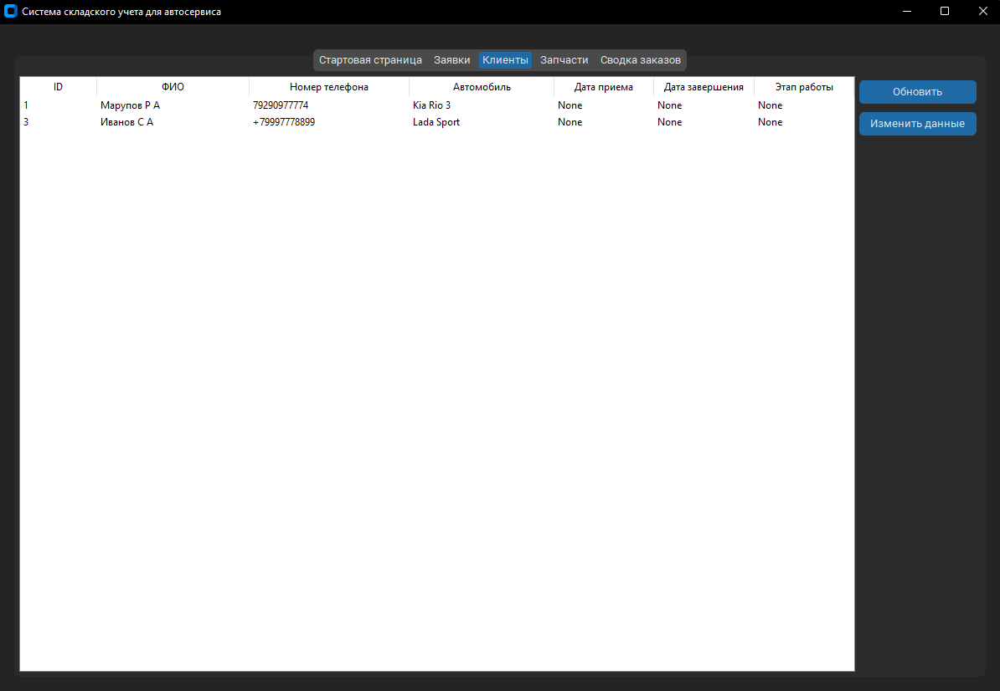 Система складского учета для автосервиса
Стартовая страница Заявки Клиенты Запчасти Сводка заказов
ID ФИО Номер телефона Автомобиль Дата приема Дата завершения Этап работы
1 Марупов Р А 79290977774 Kia Rio 3 None None None
3 Иванов С А +79997778899 Lada Sport None None None
Обновить
Изменить данные